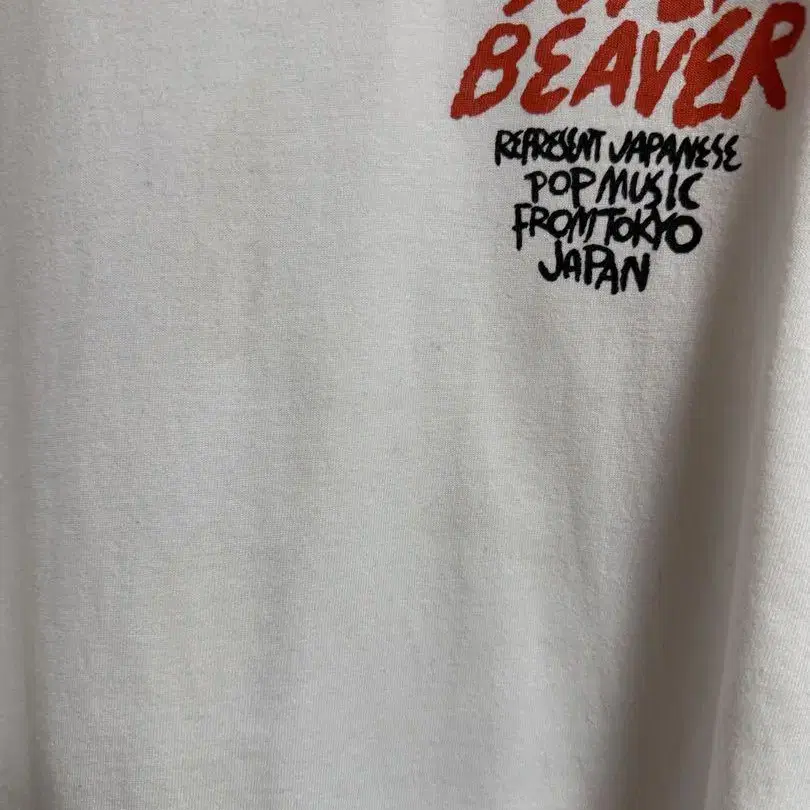 BEAVER
REPRESENT JAPANESE
POP MUSIC
FROM TOKYO
JAPAN